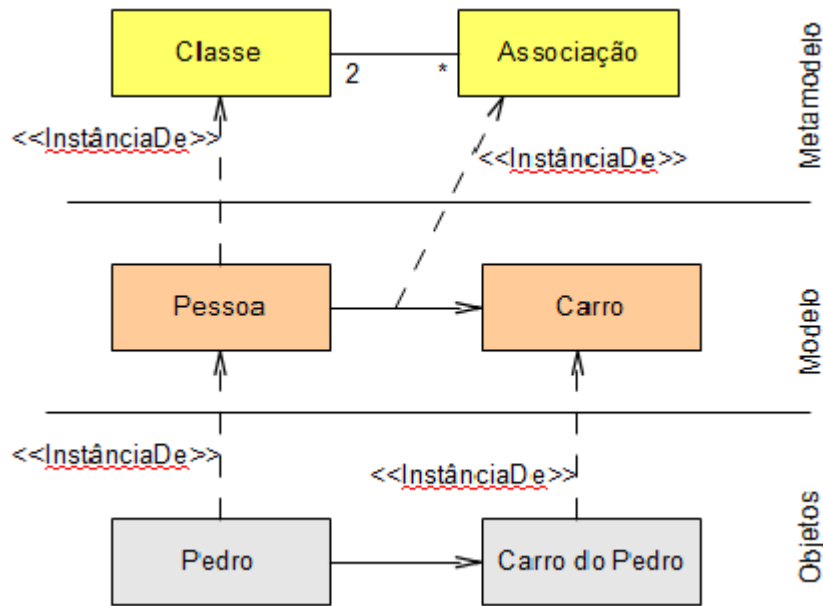 Classe
Associação
2
*
<<InstânciaDe>>
<<InstânciaDe>>
Metamodelo
Pessoa
Carro
Modelo
<<InstânciaDe>>
<<InstânciaDe>>
Pedro
Carro do Pedro
Objetos